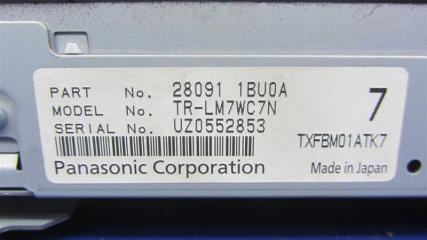 PART No. 28091 1BU0A
MODEL No. TR-LM7WC7N
SERIAL No. UZ0552853
7
TXFBM01ATK7
Panasonic Corporation
Made in Japan